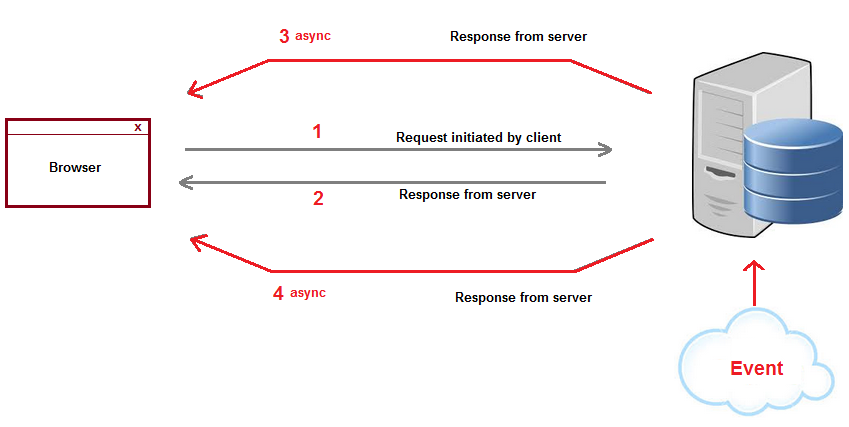 3 async Response from server
x
1
Request initiated by client
Browser
2 Response from server
4 async Response from server
Event